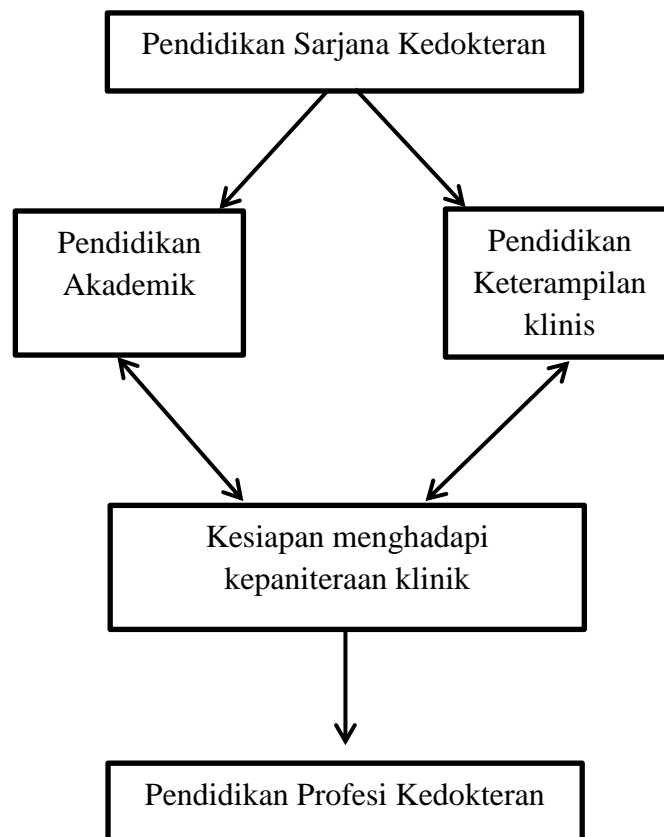 Pendidikan Sarjana Kedokteran
Pendidikan
Akademik
Pendidikan
Keterampilan
klinis
Kesiapan menghadapi
kepaniteraan klinik
Pendidikan Profesi Kedokteran